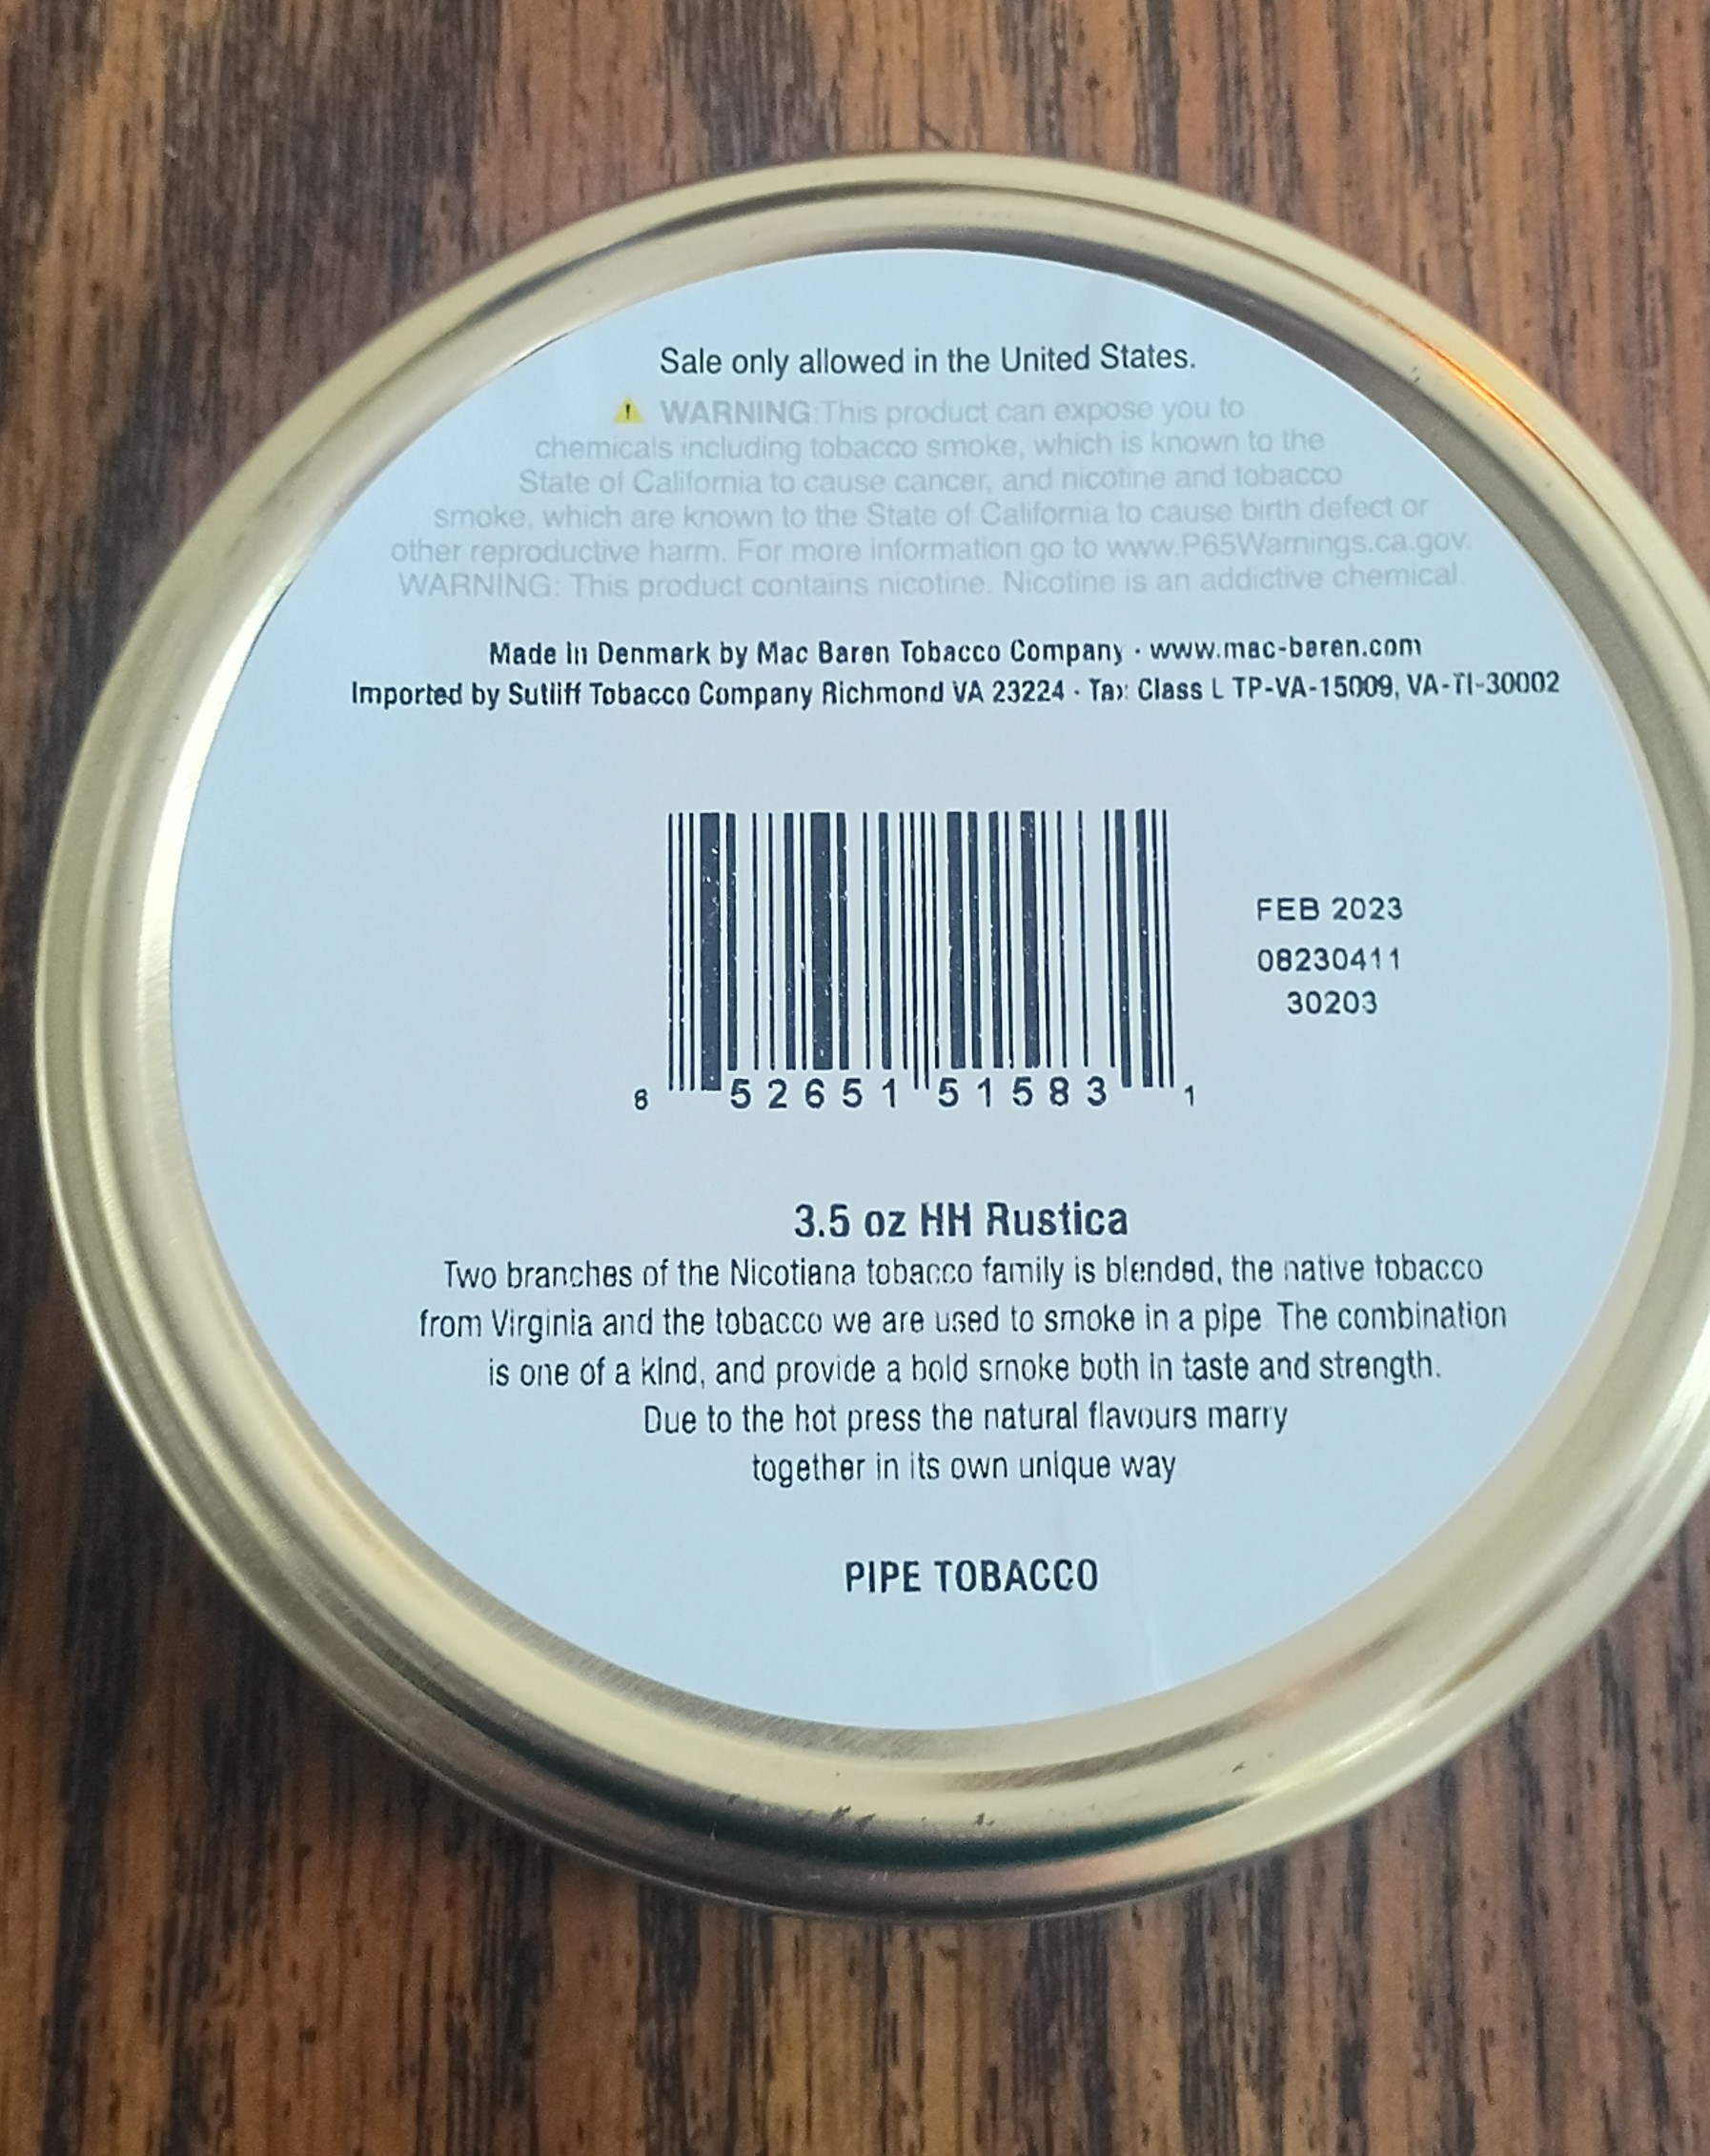 Sale only allowed in the United States.
WARNING:This product can expose you to
chemicals including tobacco smoke, which is known to the
State of California to cause cancer, and nicotine and tobacco
smoke, which are known to the State of California to cause birth defect or
other reproductive harm. For more information go to www.P65Warnings.ca.gov.
WARNING: This product contains nicotine. Nicotine is an addictive chemical.
Made in Denmark by Mac Baren Tobacco Company · www.mac-baren.com
Imported by Sutliff Tobacco Company Richmond VA 23224 · Tax Class L TP-VA-15009, VA-TI-30002
FEB 2023
08230411
30203
8 52651 51583 1
3.5 oz HH Rustica
Two branches of the Nicotiana tobacco family is blended, the native tobacco
from Virginia and the tobacco we are used to smoke in a pipe The combination
is one of a kind, and provide a bold smoke both in taste and strength.
Due to the hot press the natural flavours marry
together in its own unique way
PIPE TOBACCO